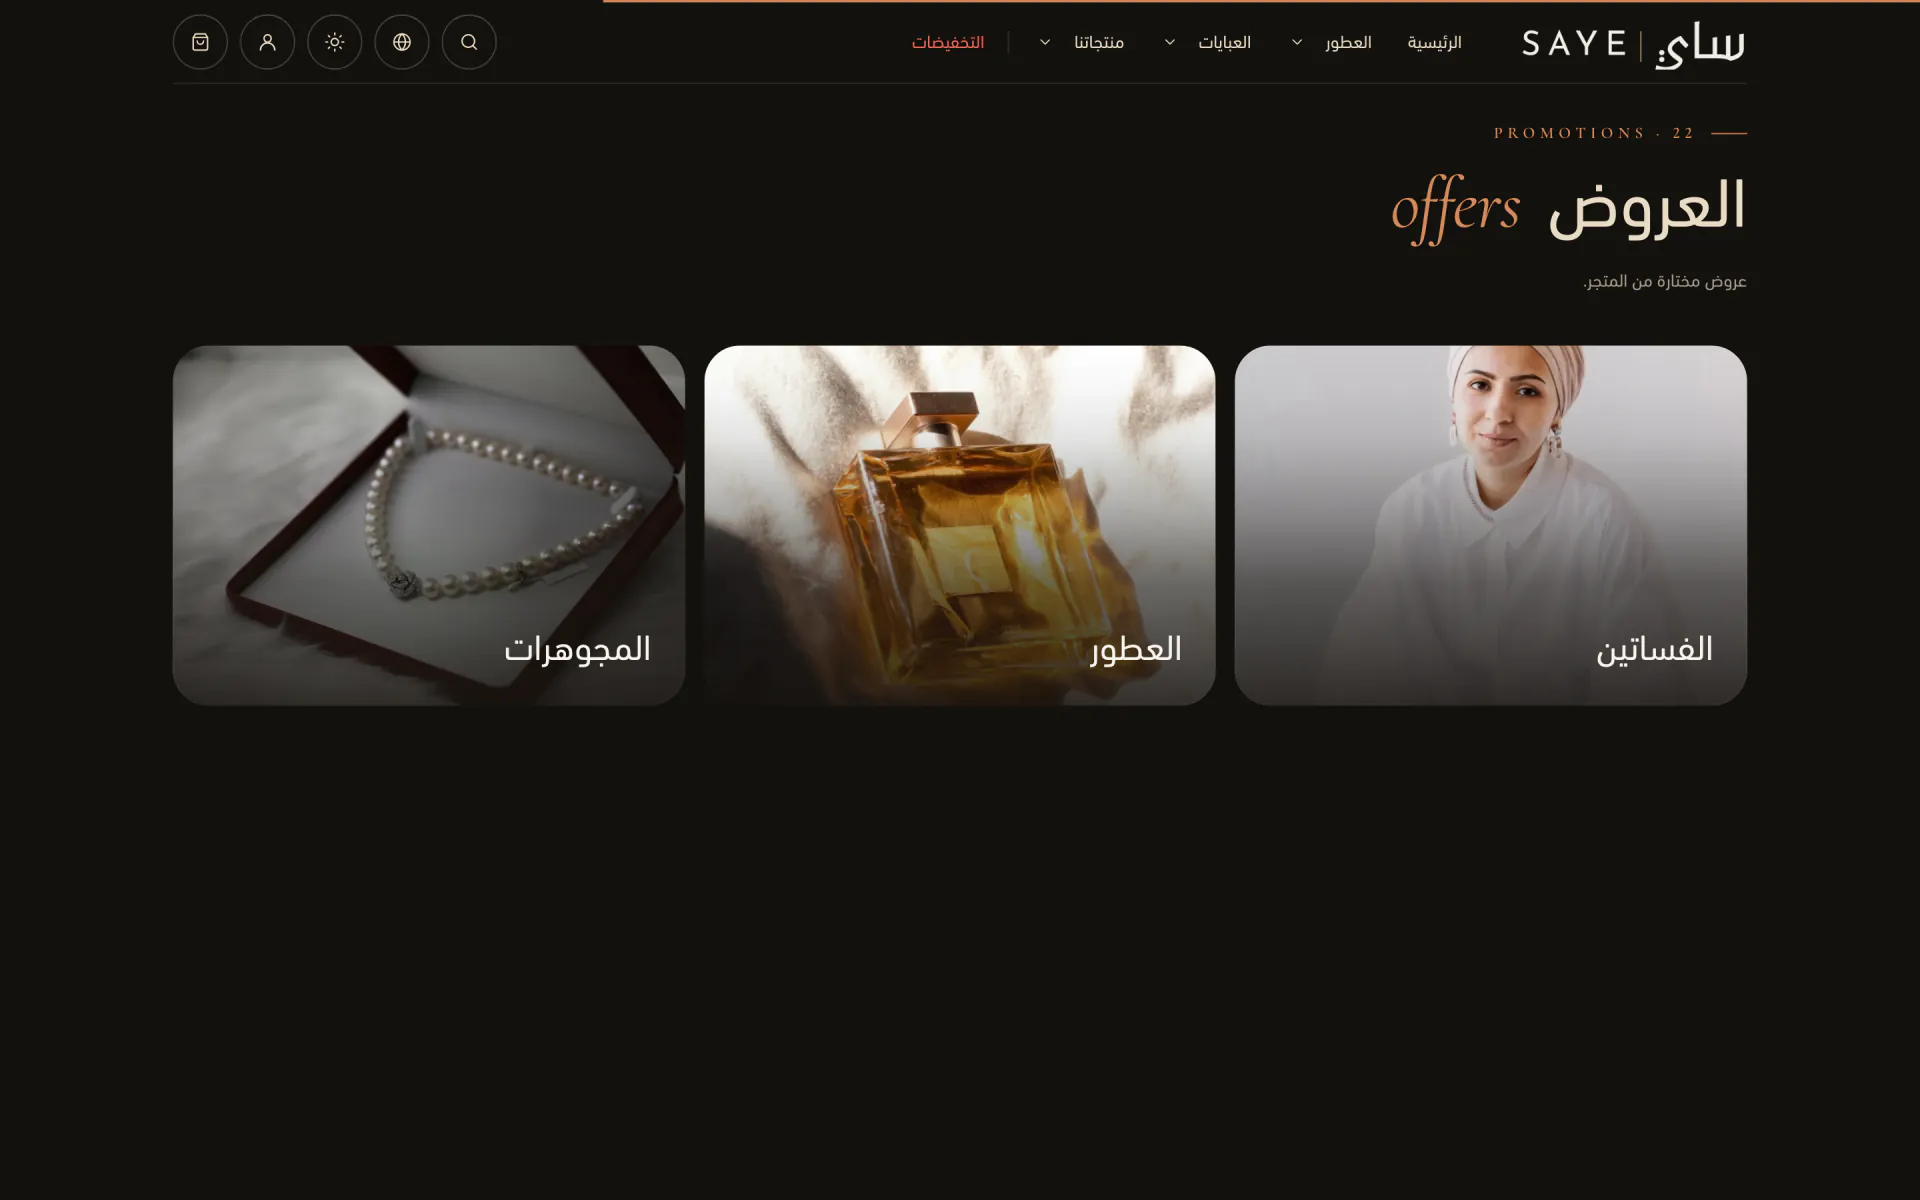 ساي | SAYE
الرئيسية
العطور
العبايات
منتجاتنا
التخفيضات
PROMOTIONS · 22
العروض offers
عروض مختارة من المتجر.
الفساتين
العطور
المجوهرات